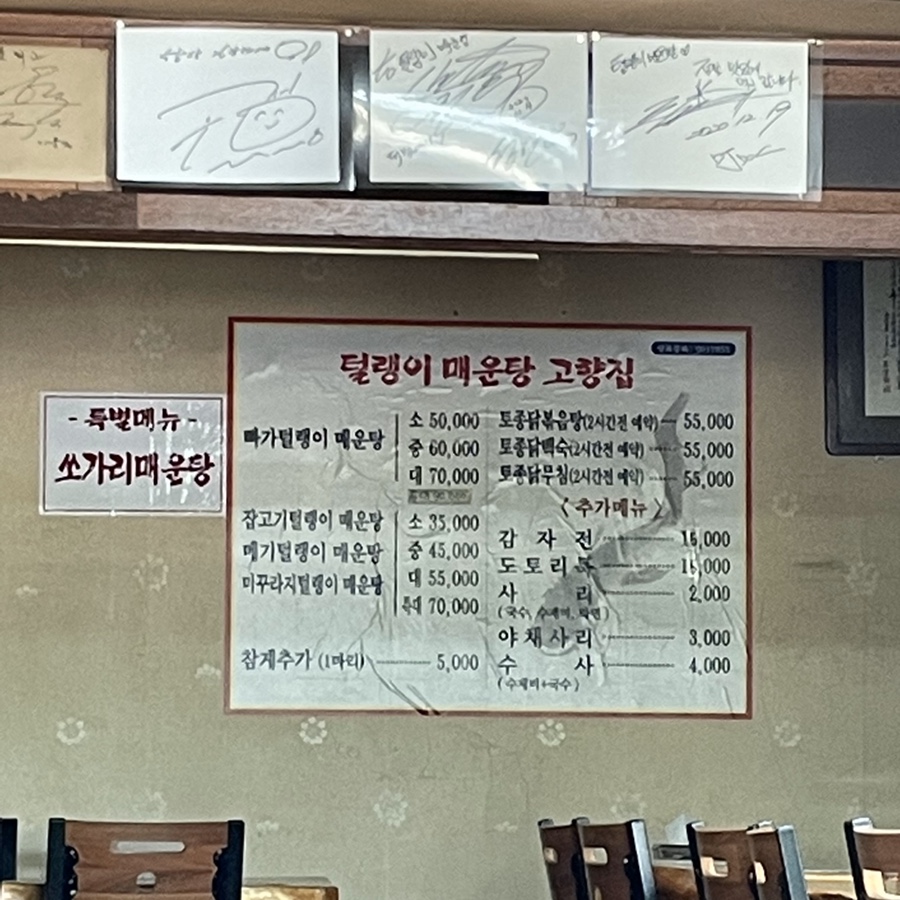 2020. 12. 19
털랭이 매운탕 고향집
- 특별메뉴 -
쏘가리매운탕
빠가털랭이 매운탕
소 50,000
중 60,000
대 70,000
잡고기털랭이 매운탕
메기털랭이 매운탕
미꾸라지털랭이 매운탕
소 35,000
중 45,000
대 55,000
특대 70,000
참게추가 (1마리) 5,000
토종닭볶음탕(2시간전 예약) 55,000
토종닭백숙(2시간전 예약) 55,000
토종닭무침(2시간전 예약) 55,000
〈 추가메뉴 〉
감자전
도토리묵
사리 2,000
(국수, 수제비, 라면)
야채사리 3,000
수사 4,000
(수제비+국수)